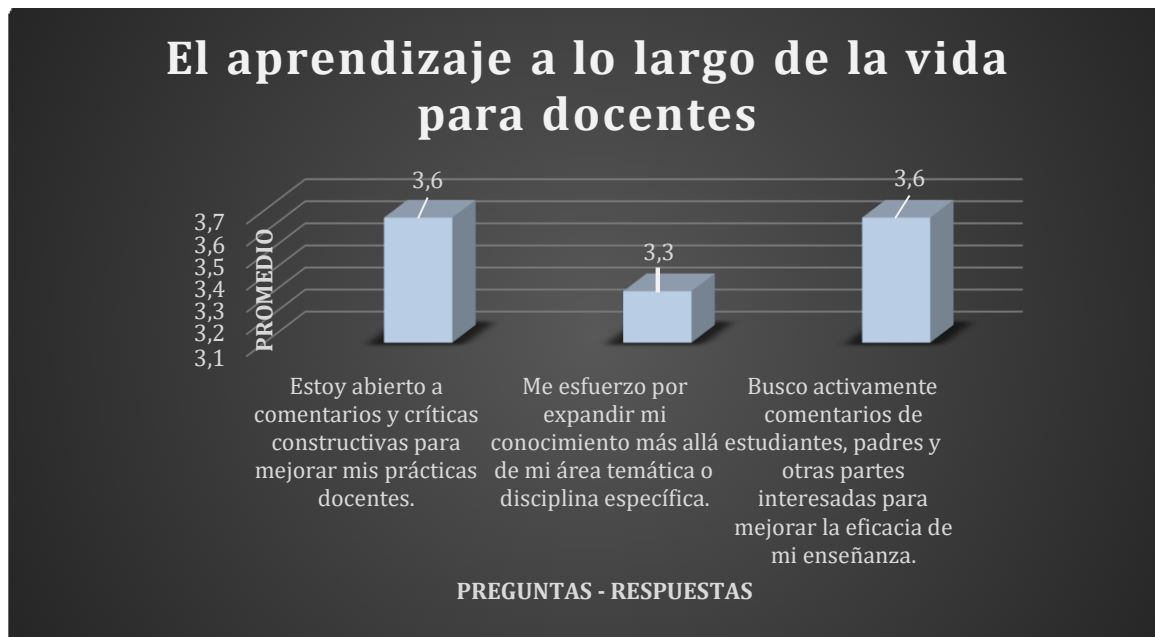 El aprendizaje a lo largo de la vida
para docentes
3,6
3,3
3,6
3,7
3,6
3,5
3,4
3,3
3,2
3,1
PROMEDIO
Estoy abierto a
comentarios y críticas
constructivas para
mejorar mis prácticas
docentes.
Me esfuerzo por
expandir mi
conocimiento más allá
de mi área temática o
disciplina específica.
Busco activamente
comentarios de
estudiantes, padres y
otras partes
interesadas para
mejorar la eficacia de
mi enseñanza.
PREGUNTAS - RESPUESTAS